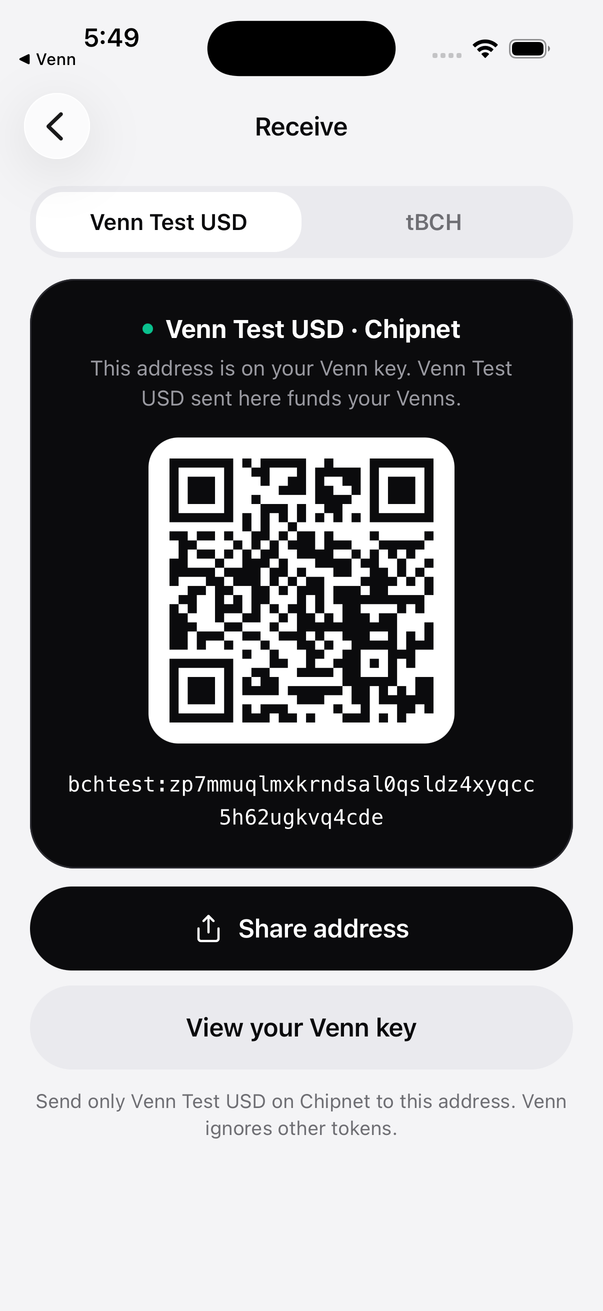 5:49
◀ Venn
Receive
Venn Test USD
tBCH
Venn Test USD · Chipnet
This address is on your Venn key. Venn Test
USD sent here funds your Venns.
bchtest:zp7mmuqlmxkrndsal0qsldz4xyqcc
5h62ugkvq4cde
Share address
View your Venn key
Send only Venn Test USD on Chipnet to this address. Venn
ignores other tokens.